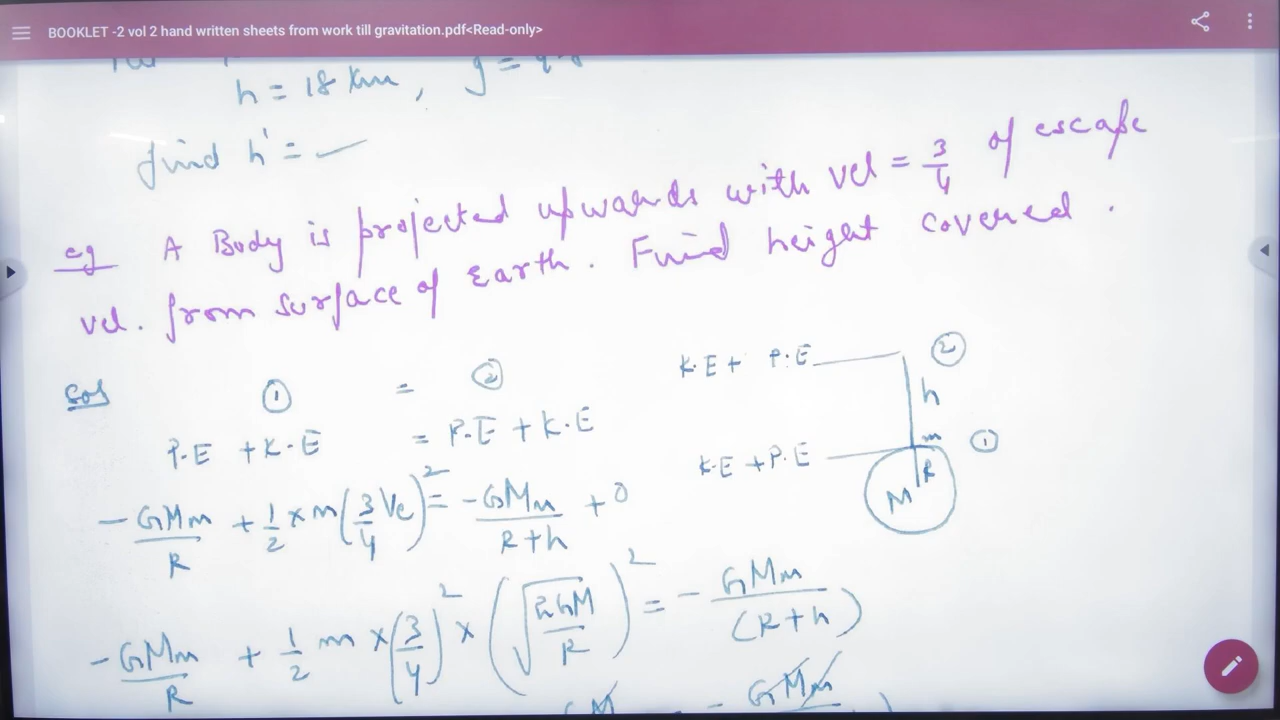 BOOKLET -2 vol 2 hand written sheets from work till gravitation.pdf<Read-only>
h = 18 km, g =
find h' =
eg A Body is projected upwards with vel = 3/4 of escape
vel. from surface of Earth. Find height covered.
Sol ① = ②
P.E + K.E = P.E + K.E
-GMm/R + 1/2 × m(3/4 Ve)² = -GMm/R+h + 0
-GMm/R + 1/2 m × (3/4)² × (√2GM/R)² = -GMm/(R+h)
- GMm
K.E + P.E ②
h
m ①
K.E + P.E
R
M